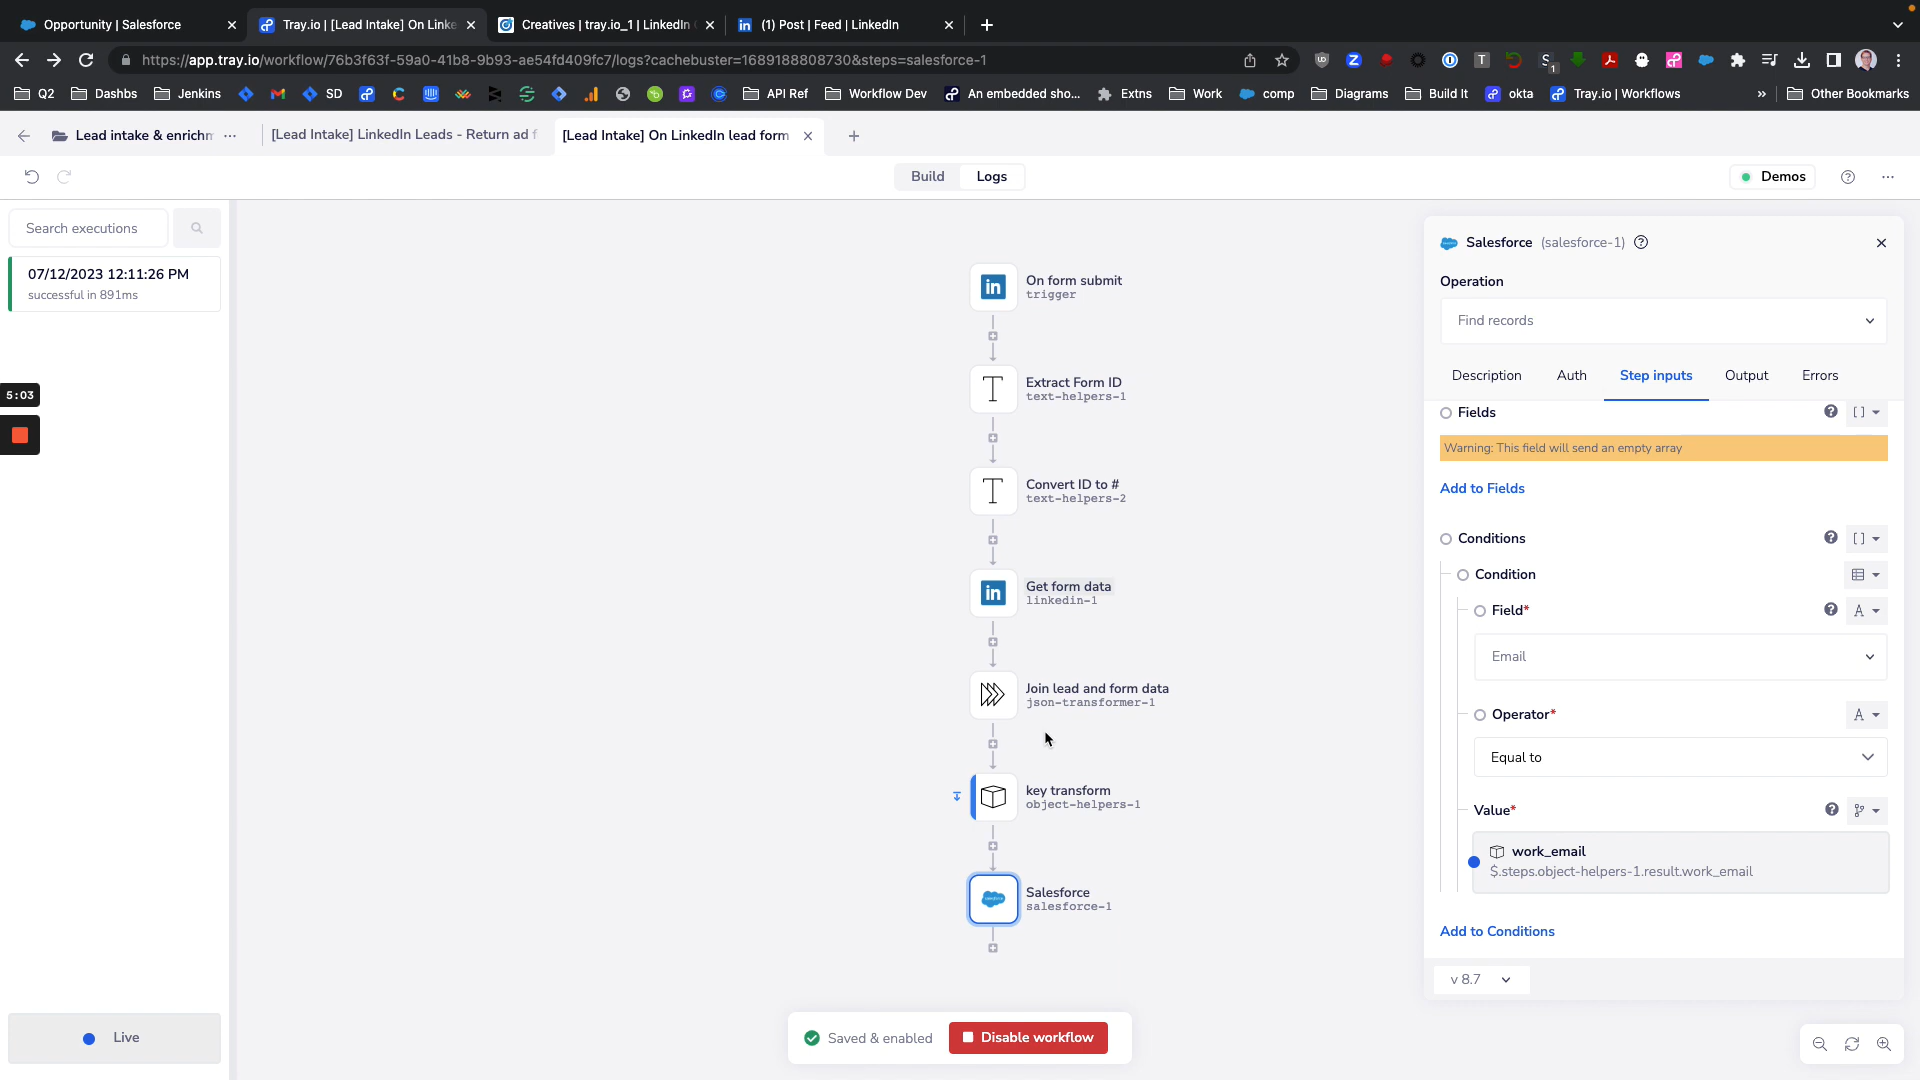 Opportunity | Salesforce
Tray.io | [Lead Intake] On Linke
Creatives | tray.io_1 | LinkedIn
(1) Post | Feed | LinkedIn
https://app.tray.io/workflow/76b3f63f-59a0-41b8-9b93-ae54fd409fc7/logs?cachebuster=1689188808730&steps=salesforce-1
Q2
Dashbs
Jenkins
SD
API Ref
Workflow Dev
An embedded sho...
Extns
Work
comp
Diagrams
Build It
okta
Tray.io | Workflows
»
Other Bookmarks
Lead intake & enrichm
[Lead Intake] LinkedIn Leads - Return ad f
[Lead Intake] On LinkedIn lead form
Build
Logs
Demos
Search executions
07/12/2023 12:11:26 PM
successful in 891ms
5:03
Live
On form submit
trigger
Extract Form ID
text-helpers-1
Convert ID to #
text-helpers-2
Get form data
linkedin-1
Join lead and form data
json-transformer-1
key transform
object-helpers-1
Salesforce
salesforce-1
Saved & enabled
Disable workflow
Salesforce (salesforce-1)
Operation
Find records
Description
Auth
Step inputs
Output
Errors
Fields
Warning: This field will send an empty array
Add to Fields
Conditions
Condition
Field*
Email
Operator*
Equal to
Value*
work_email
$.steps.object-helpers-1.result.work_email
Add to Conditions
v 8.7